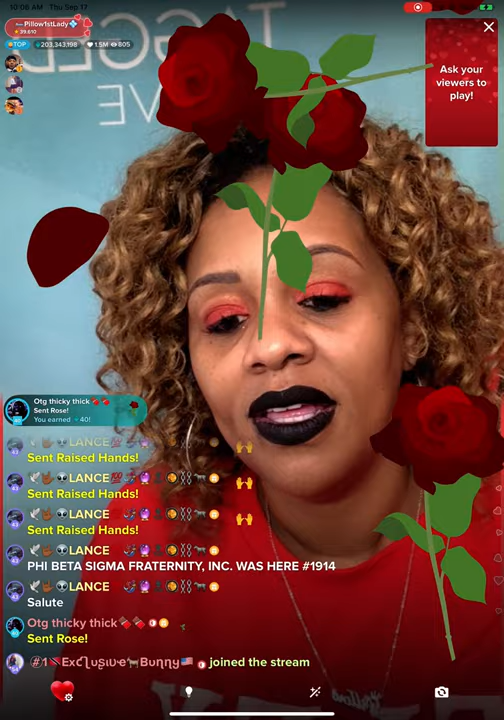 10:06 AM Thu Sep 17
Pillow1stLady
39,610
TOP 203,343,198 1.5M 805
Ask your
viewers to
play!
Otg thicky thick
Sent Rose!
You earned 40!
LANCE
Sent Raised Hands!
LANCE
Sent Raised Hands!
LANCE
Sent Raised Hands!
LANCE
PHI BETA SIGMA FRATERNITY, INC. WAS HERE #1914
LANCE
Salute
Otg thicky thick
Sent Rose!
#1 ExClusive Bunny joined the stream